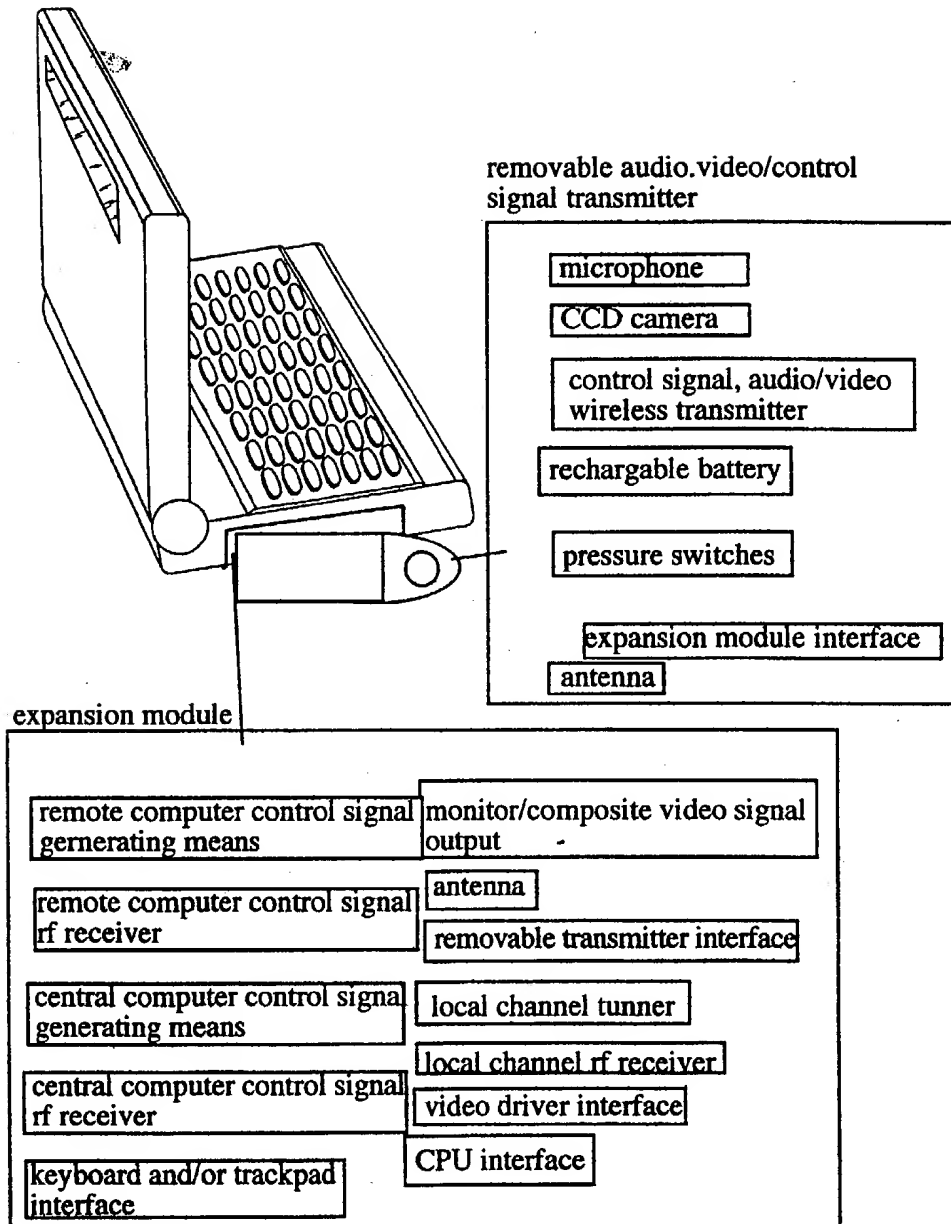 removable audio.video/control
signal transmitter
microphone
CCD camera
control signal, audio/video
wireless transmitter
rechargable battery
pressure switches
expansion module interface
antenna
expansion module
remote computer control signal
gernerating means
remote computer control signal
rf receiver
central computer control signal
generating means
central computer control signal
rf receiver
keyboard and/or trackpad
interface
monitor/composite video signal
output
antenna
removable transmitter interface
local channel tunner
local channel rf receiver
video driver interface
CPU interface